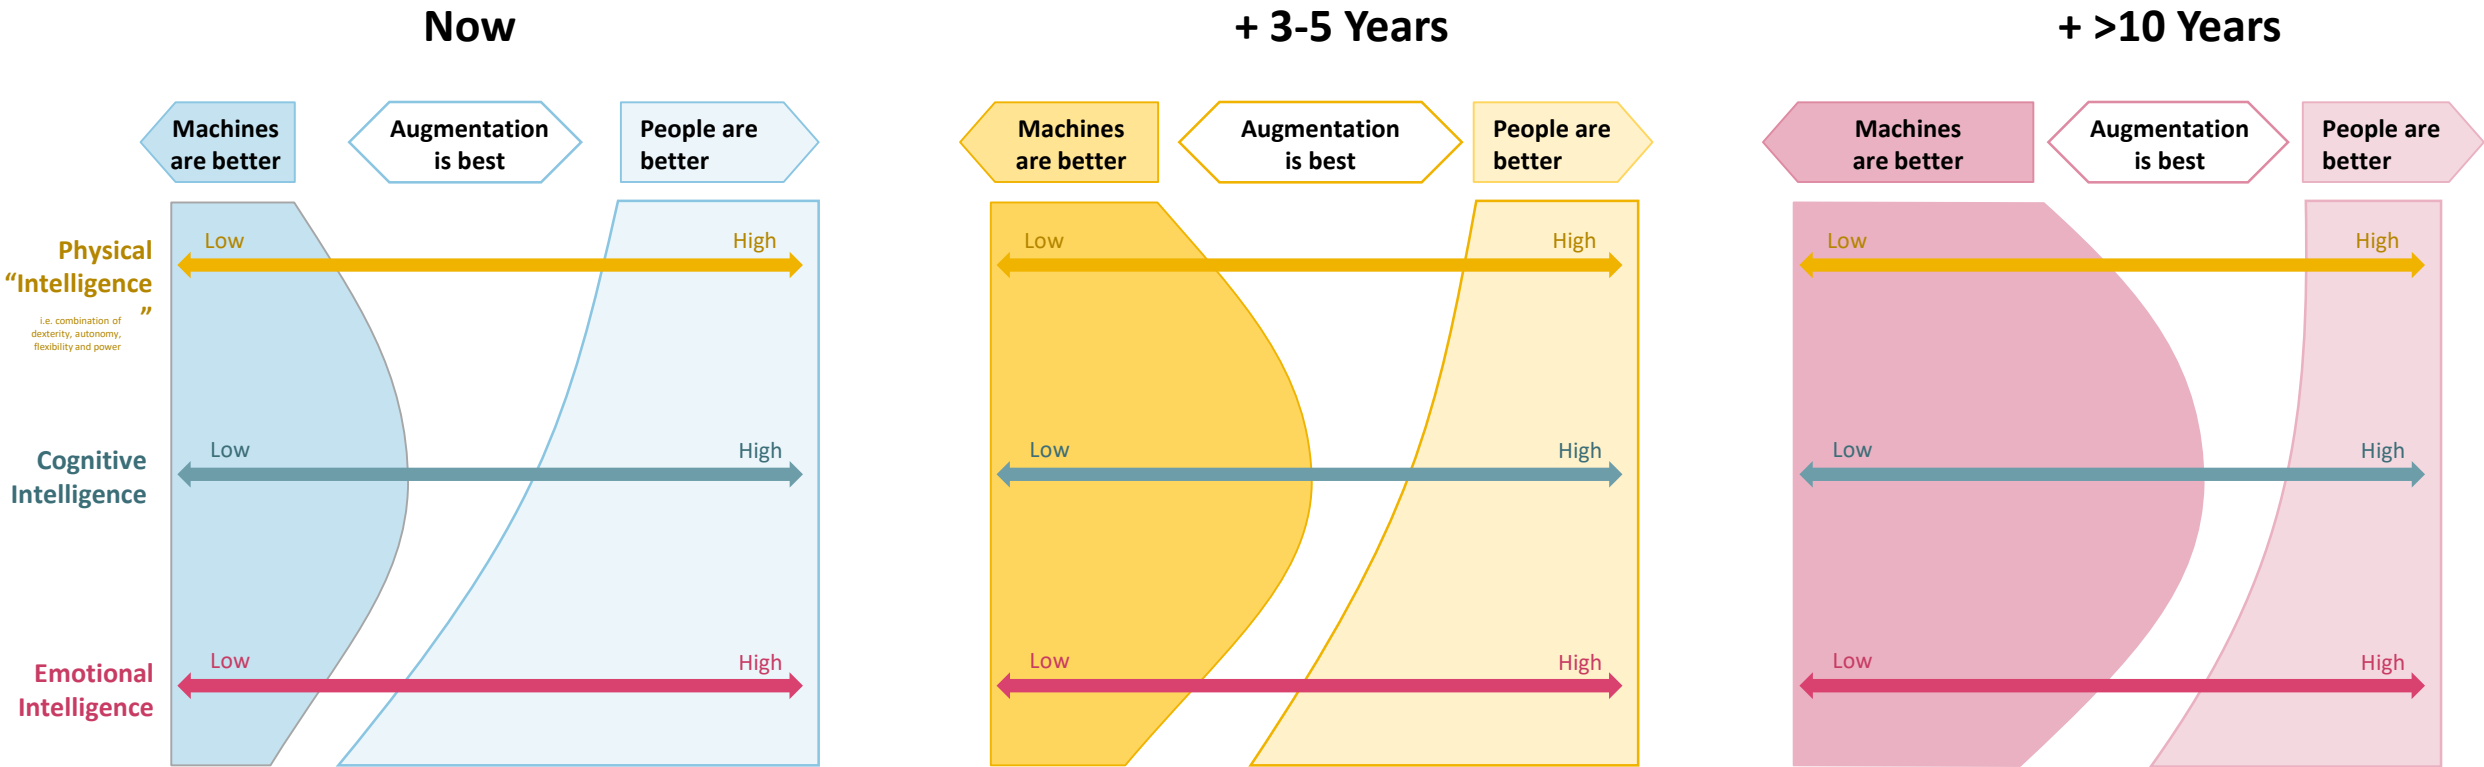 Now
+ 3-5 Years
+ >10 Years
Machines
are better
Augmentation
is best
People are
better
Machines
are better
Augmentation
is best
People are
better
Machines
are better
Augmentation
is best
People are
better
Physical
“Intelligence
”
i.e. combination of
dexterity, autonomy,
flexibility and power
Low
High
Low
High
Low
High
Cognitive
Intelligence
Low
High
Low
High
Low
High
Emotional
Intelligence
Low
High
Low
High
Low
High